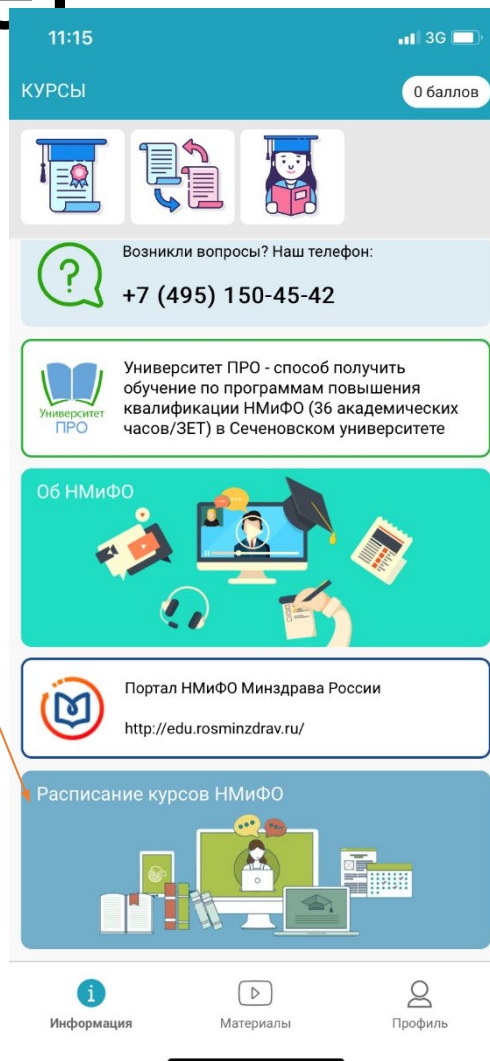 11:15
3G
КУРСЫ
0 баллов
Возникли вопросы? Наш телефон:
+7 (495) 150-45-42
Университет
ПРО
Университет ПРО - способ получить
обучение по программам повышения
квалификации НМиФО (36 академических
часов/ЗЕТ) в Сеченовском университете
Об НМиФО
Портал НМиФО Минздрава России
http://edu.rosminzdrav.ru/
Расписание курсов НМиФО
Информация
Материалы
Профиль